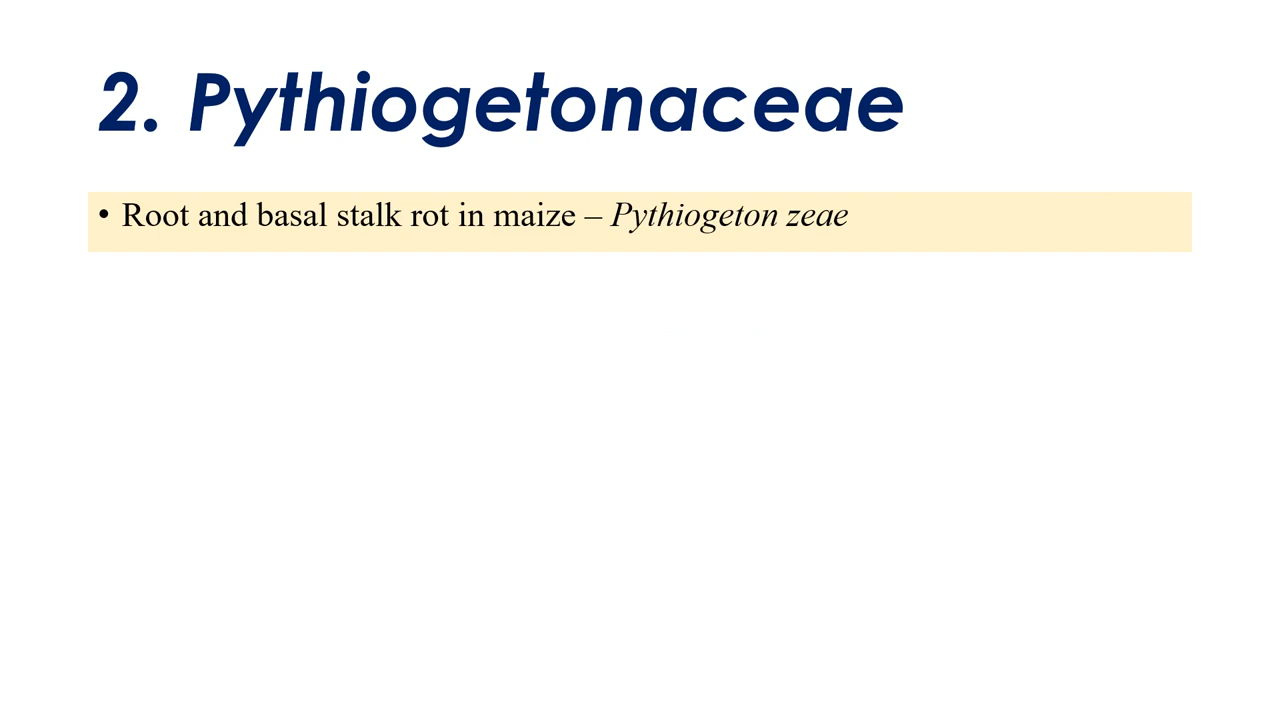 2. Pythiogetonaceae
• Root and basal stalk rot in maize – Pythiogeton zeae